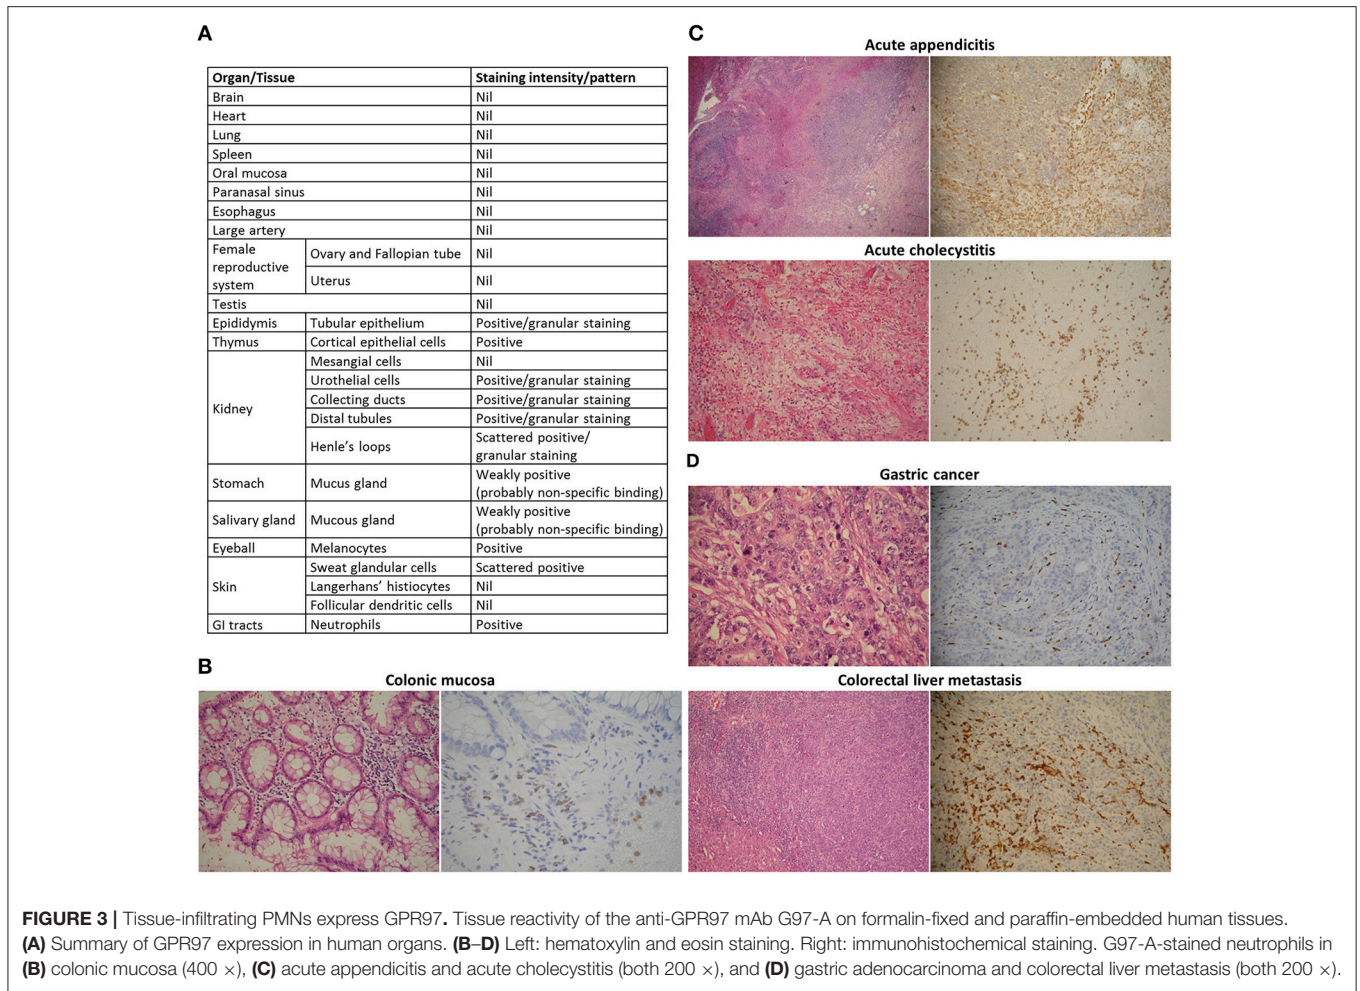 A
Organ/Tissue Staining intensity/pattern
Brain Nil
Heart Nil
Lung Nil
Spleen Nil
Oral mucosa Nil
Paranasal sinus Nil
Esophagus Nil
Large artery Nil
Female reproductive system Ovary and Fallopian tube Nil
Uterus Nil
Testis Nil
Epididymis Tubular epithelium Positive/granular staining
Thymus Cortical epithelial cells Positive
Kidney Mesangial cells Nil
Urothelial cells Positive/granular staining
Collecting ducts Positive/granular staining
Distal tubules Positive/granular staining
Henle's loops Scattered positive/
granular staining
Stomach Mucus gland Weakly positive
(probably non-specific binding)
Salivary gland Mucous gland Weakly positive
(probably non-specific binding)
Eyeball Melanocytes Positive
Skin Sweat glandular cells Scattered positive
Langerhans' histiocytes Nil
Follicular dendritic cells Nil
GI tracts Neutrophils Positive
B
Colonic mucosa
C
Acute appendicitis
Acute cholecystitis
D
Gastric cancer
Colorectal liver metastasis
FIGURE 3 | Tissue-infiltrating PMNs express GPR97. Tissue reactivity of the anti-GPR97 mAb G97-A on formalin-fixed and paraffin-embedded human tissues.
(A) Summary of GPR97 expression in human organs. (B–D) Left: hematoxylin and eosin staining. Right: immunohistochemical staining. G97-A-stained neutrophils in
(B) colonic mucosa (400 ×), (C) acute appendicitis and acute cholecystitis (both 200 ×), and (D) gastric adenocarcinoma and colorectal liver metastasis (both 200 ×).